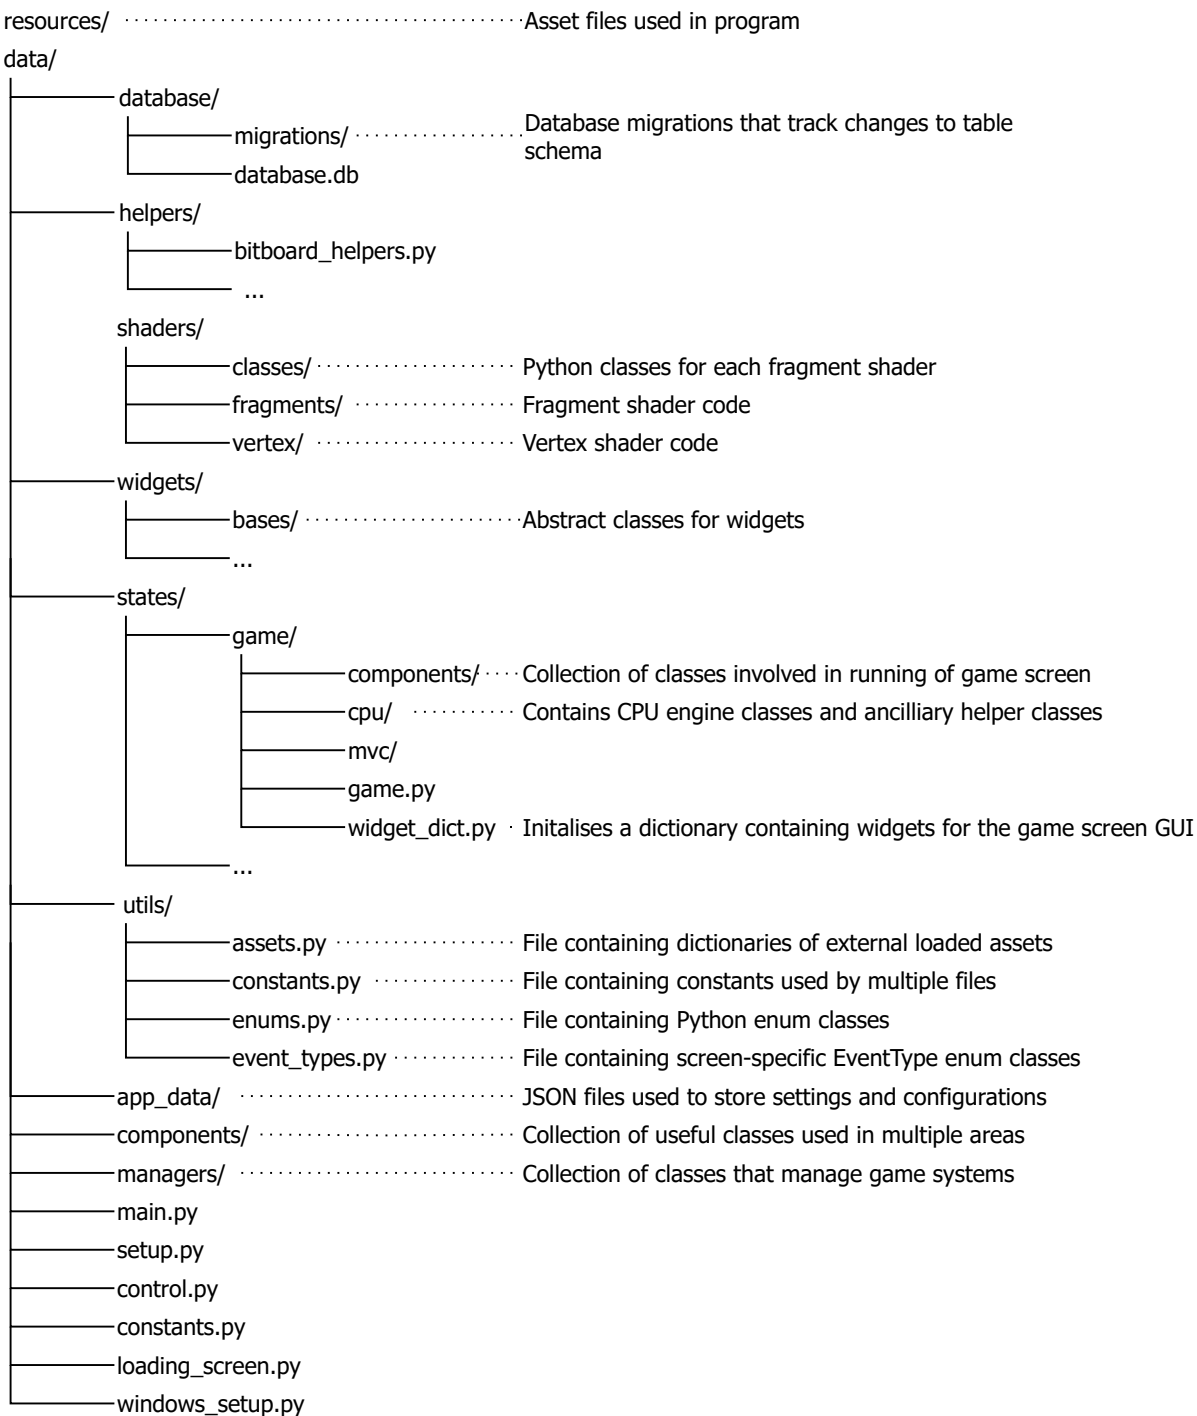 resources/ Asset files used in program
data/
database/
migrations/ Database migrations that track changes to table
schema
database.db
helpers/
bitboard_helpers.py
...
shaders/
classes/ Python classes for each fragment shader
fragments/ Fragment shader code
vertex/ Vertex shader code
widgets/
bases/ Abstract classes for widgets
...
states/
game/
components/ Collection of classes involved in running of game screen
cpu/ Contains CPU engine classes and ancilliary helper classes
mvc/
game.py
widget_dict.py Initalises a dictionary containing widgets for the game screen GUI
...
utils/
assets.py File containing dictionaries of external loaded assets
constants.py File containing constants used by multiple files
enums.py File containing Python enum classes
event_types.py File containing screen-specific EventType enum classes
app_data/ JSON files used to store settings and configurations
components/ Collection of useful classes used in multiple areas
managers/ Collection of classes that manage game systems
main.py
setup.py
control.py
constants.py
loading_screen.py
windows_setup.py